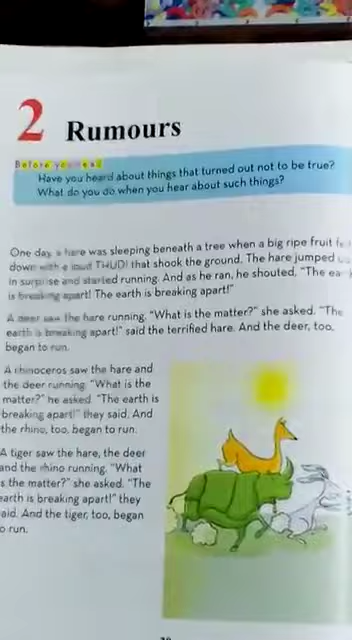 2 Rumours
Before you read
Have you heard about things that turned out not to be true?
What do you do when you hear about such things?
One day, a hare was sleeping beneath a tree when a big ripe fruit
down with a loud THUD! that shook the ground. The hare jumped
in surprise and started running. And as he ran, he shouted, "The
is breaking apart! The earth is breaking apart!"
A deer saw the hare running. "What is the matter?" she asked. "The
earth is breaking apart!" said the terrified hare. And the deer, too,
began to run.
A rhinoceros saw the hare and
the deer running. "What is the
matter?" he asked. "The earth is
breaking apart!" they said. And
the rhino, too, began to run.
A tiger saw the hare, the deer
and the rhino running. "What
s the matter?" she asked. "The
earth is breaking apart!" they
aid. And the tiger, too, began
o run.